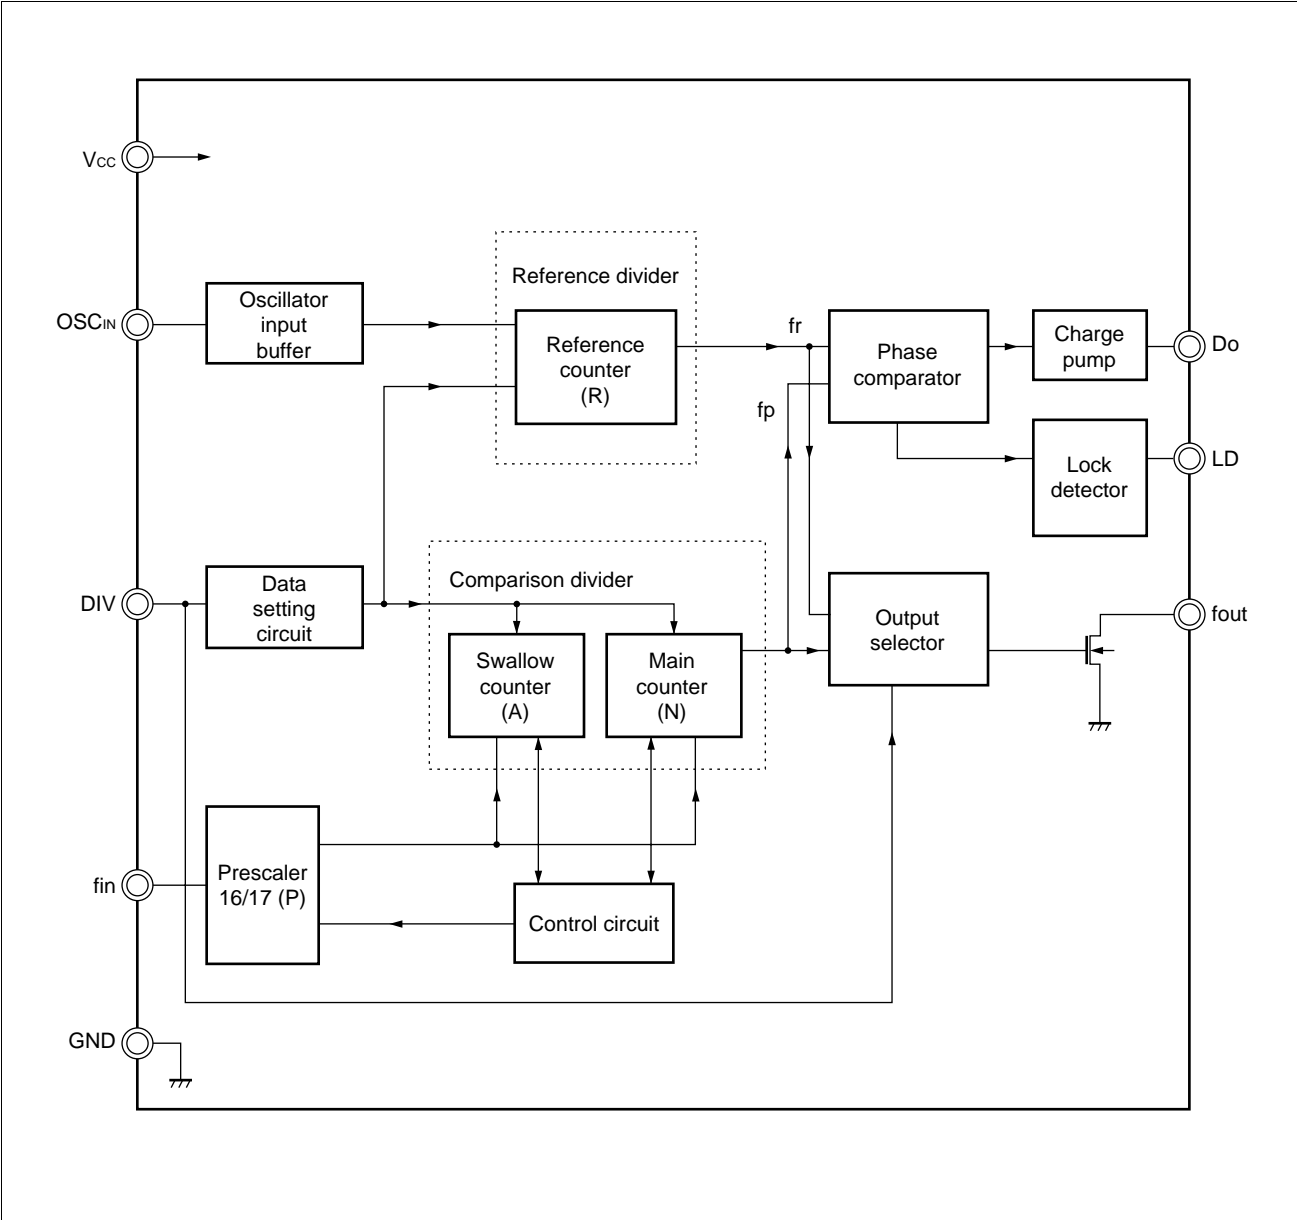 VCC
Reference divider
OSCIN
Oscillator
input
buffer
Reference
counter
(R)
fr
fp
Phase
comparator
Charge
pump
Do
Lock
detector
LD
DIV
Data
setting
circuit
Comparison divider
Swallow
counter
(A)
Main
counter
(N)
Output
selector
fout
fin
Prescaler
16/17 (P)
Control circuit
GND